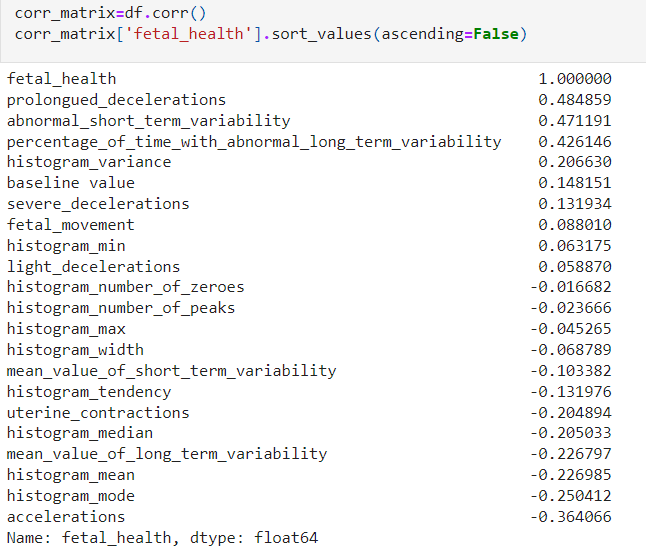 corr_matrix=df.corr()
corr_matrix['fetal_health'].sort_values(ascending=False)
fetal_health 1.000000
prolongued_decelerations 0.484859
abnormal_short_term_variability 0.471191
percentage_of_time_with_abnormal_long_term_variability 0.426146
histogram_variance 0.206630
baseline value 0.148151
severe_decelerations 0.131934
fetal_movement 0.088010
histogram_min 0.063175
light_decelerations 0.058870
histogram_number_of_zeroes -0.016682
histogram_number_of_peaks -0.023666
histogram_max -0.045265
histogram_width -0.068789
mean_value_of_short_term_variability -0.103382
histogram_tendency -0.131976
uterine_contractions -0.204894
histogram_median -0.205033
mean_value_of_long_term_variability -0.226797
histogram_mean -0.226985
histogram_mode -0.250412
accelerations -0.364066
Name: fetal_health, dtype: float64